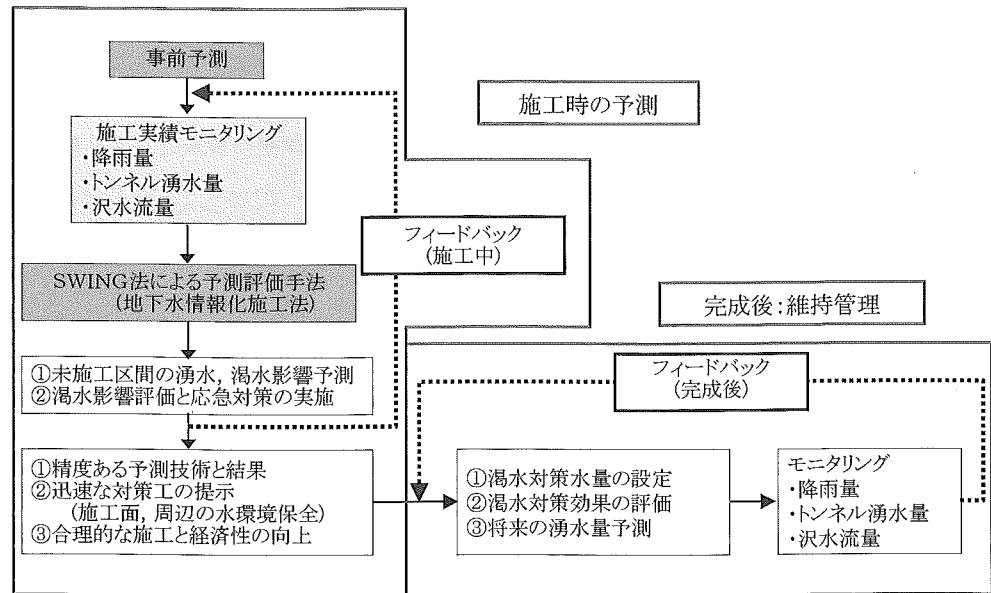 事前予測
施工時の予測
施工実績モニタリング
・降雨量
・トンネル湧水量
・沢水流量
フィードバック
(施工中)
SWING法による予測評価手法
(地下水情報化施工法)
完成後:維持管理
①未施工区間の湧水, 渇水影響予測
②渇水影響評価と応急対策の実施
フィードバック
(完成後)
①精度ある予測技術と結果
②迅速な対策工の提示
(施工面, 周辺の水環境保全)
③合理的な施工と経済性の向上
①渇水対策水量の設定
②渇水対策効果の評価
③将来の湧水量予測
モニタリング
・降雨量
・トンネル湧水量
・沢水流量